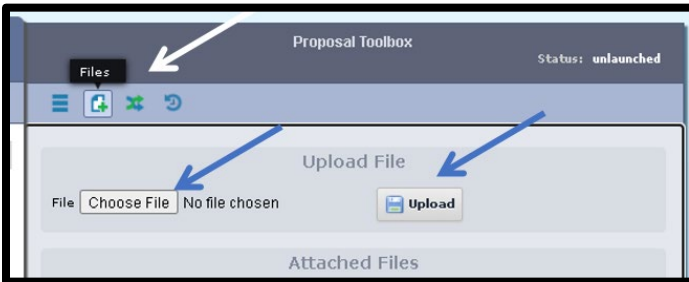 Proposal Toolbox
Status: unlaunched
Files
Upload File
File Choose File No file chosen Upload
Attached Files